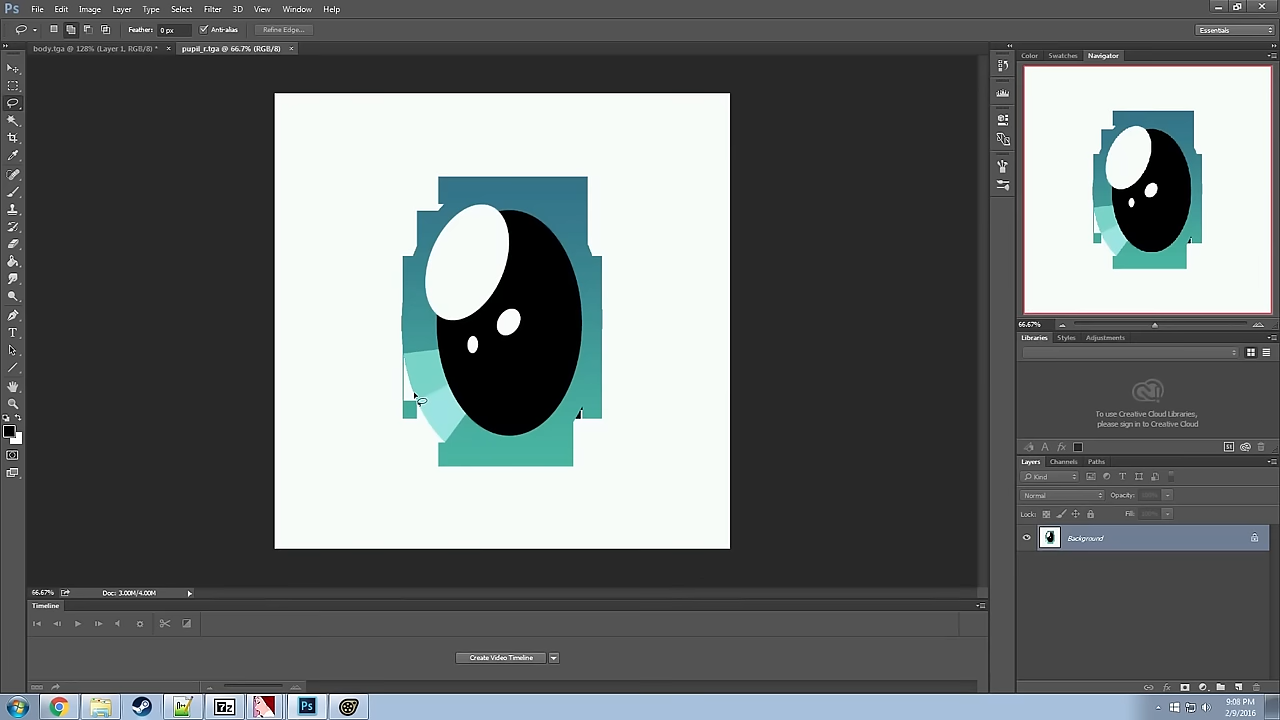 Ps File Edit Image Layer Type Select Filter 3D View Window Help
Feather: 0 px Anti-alias Refine Edge... Essentials
body.tga @ 128% (Layer 1, RGB/8) * × pupil_r.tga @ 66.7% (RGB/8) ×
Color Swatches Navigator
66.67%
Libraries Styles Adjustments
To use Creative Cloud Libraries,
please sign in to Creative Cloud
Layers Channels Paths
Kind
Normal Opacity:
Lock: Fill:
Background
66.67% Doc: 3.00M/4.00M
Timeline
Create Video Timeline
7z Ps
9:08 PM
2/9/2016